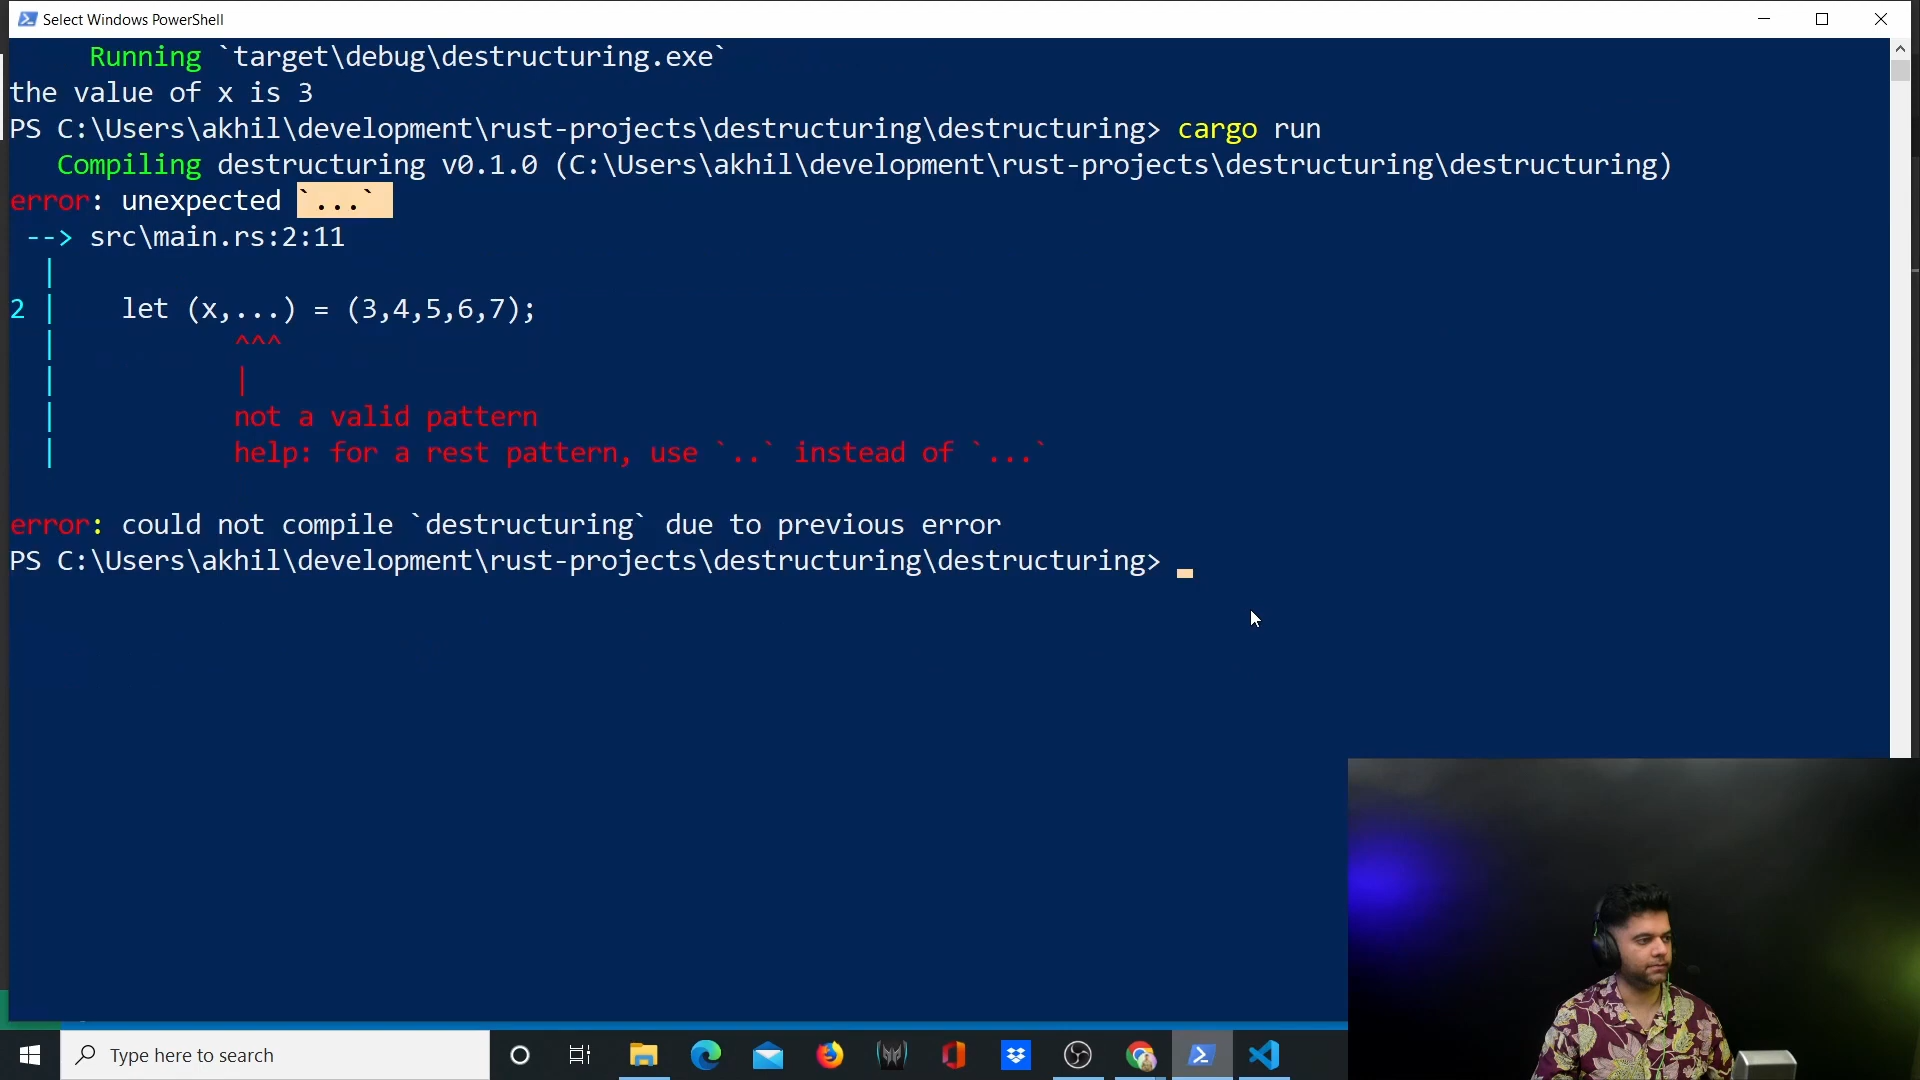 Select Windows PowerShell
Running `target\debug\destructuring.exe`
the value of x is 3
PS C:\Users\akhil\development\rust-projects\destructuring\destructuring> cargo run
Compiling destructuring v0.1.0 (C:\Users\akhil\development\rust-projects\destructuring\destructuring)
error: unexpected `...`
--> src\main.rs:2:11
|
2 |     let (x,...) = (3,4,5,6,7);
|            ^^^
|            |
|            not a valid pattern
|            help: for a rest pattern, use `..` instead of `...`
error: could not compile `destructuring` due to previous error
PS C:\Users\akhil\development\rust-projects\destructuring\destructuring>
Type here to search